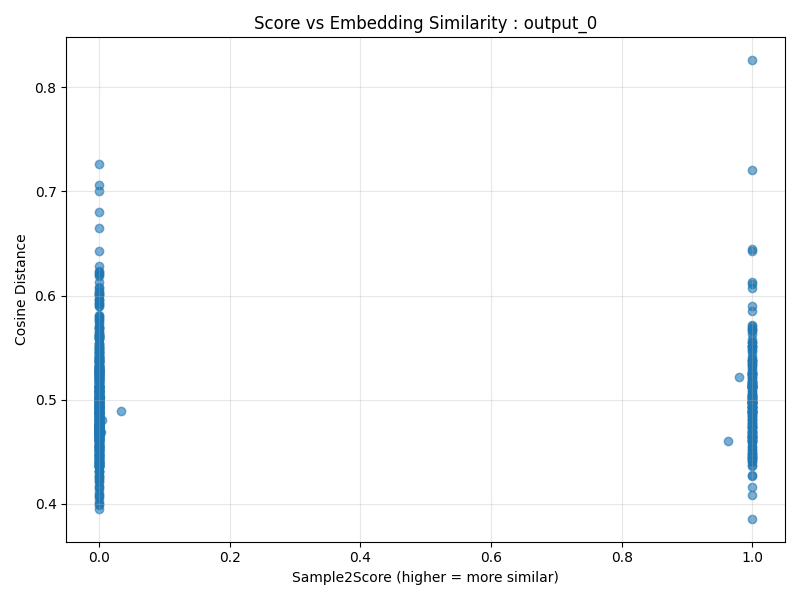 Score vs Embedding Similarity : output_0
Cosine Distance
0.8
0.7
0.6
0.5
0.4
0.0 0.2 0.4 0.6 0.8 1.0
Sample2Score (higher = more similar)